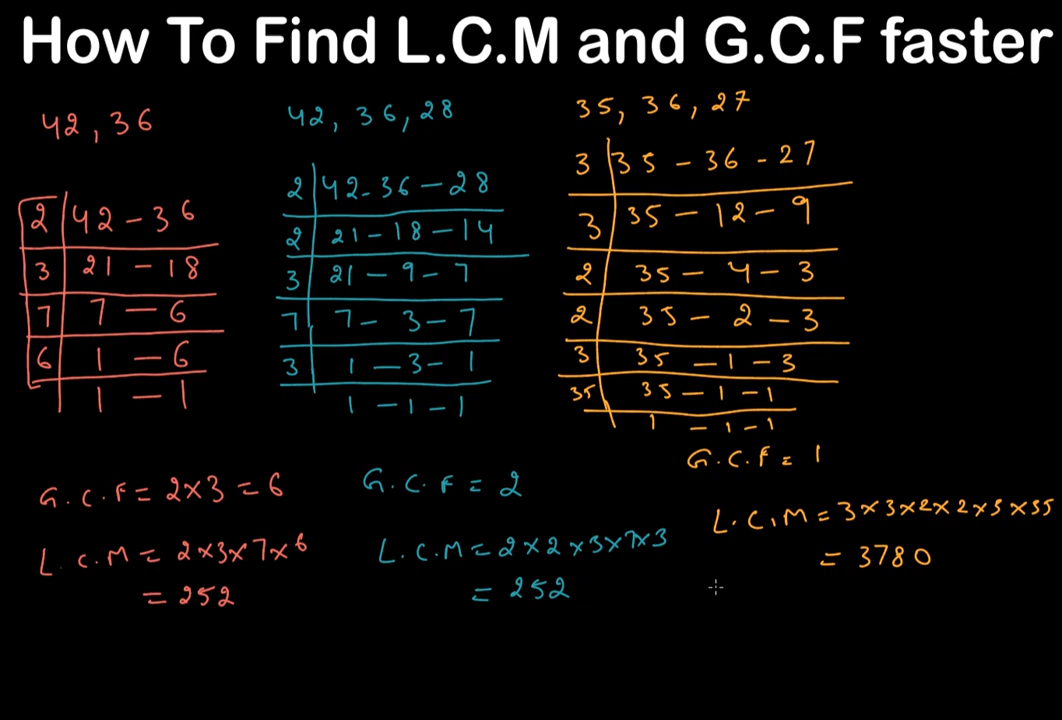 How To Find L.C.M and G.C.F faster
42, 36
2 | 42 - 36
3 | 21 - 18
7 | 7 - 6
6 | 1 - 6
1 - 1
G.C.F = 2×3 = 6
L.C.M = 2×3×7×6
= 252
42, 36, 28
2 | 42 - 36 - 28
2 | 21 - 18 - 14
3 | 21 - 9 - 7
7 | 7 - 3 - 7
3 | 1 - 3 - 1
1 - 1 - 1
G.C.F = 2
L.C.M = 2×2×3×7×3
= 252
35, 36, 27
3 | 35 - 36 - 27
3 | 35 - 12 - 9
2 | 35 - 4 - 3
2 | 35 - 2 - 3
3 | 35 - 1 - 3
35 | 35 - 1 - 1
1 - 1 - 1
G.C.F = 1
L.C.M = 3×3×2×2×3×35
= 3780